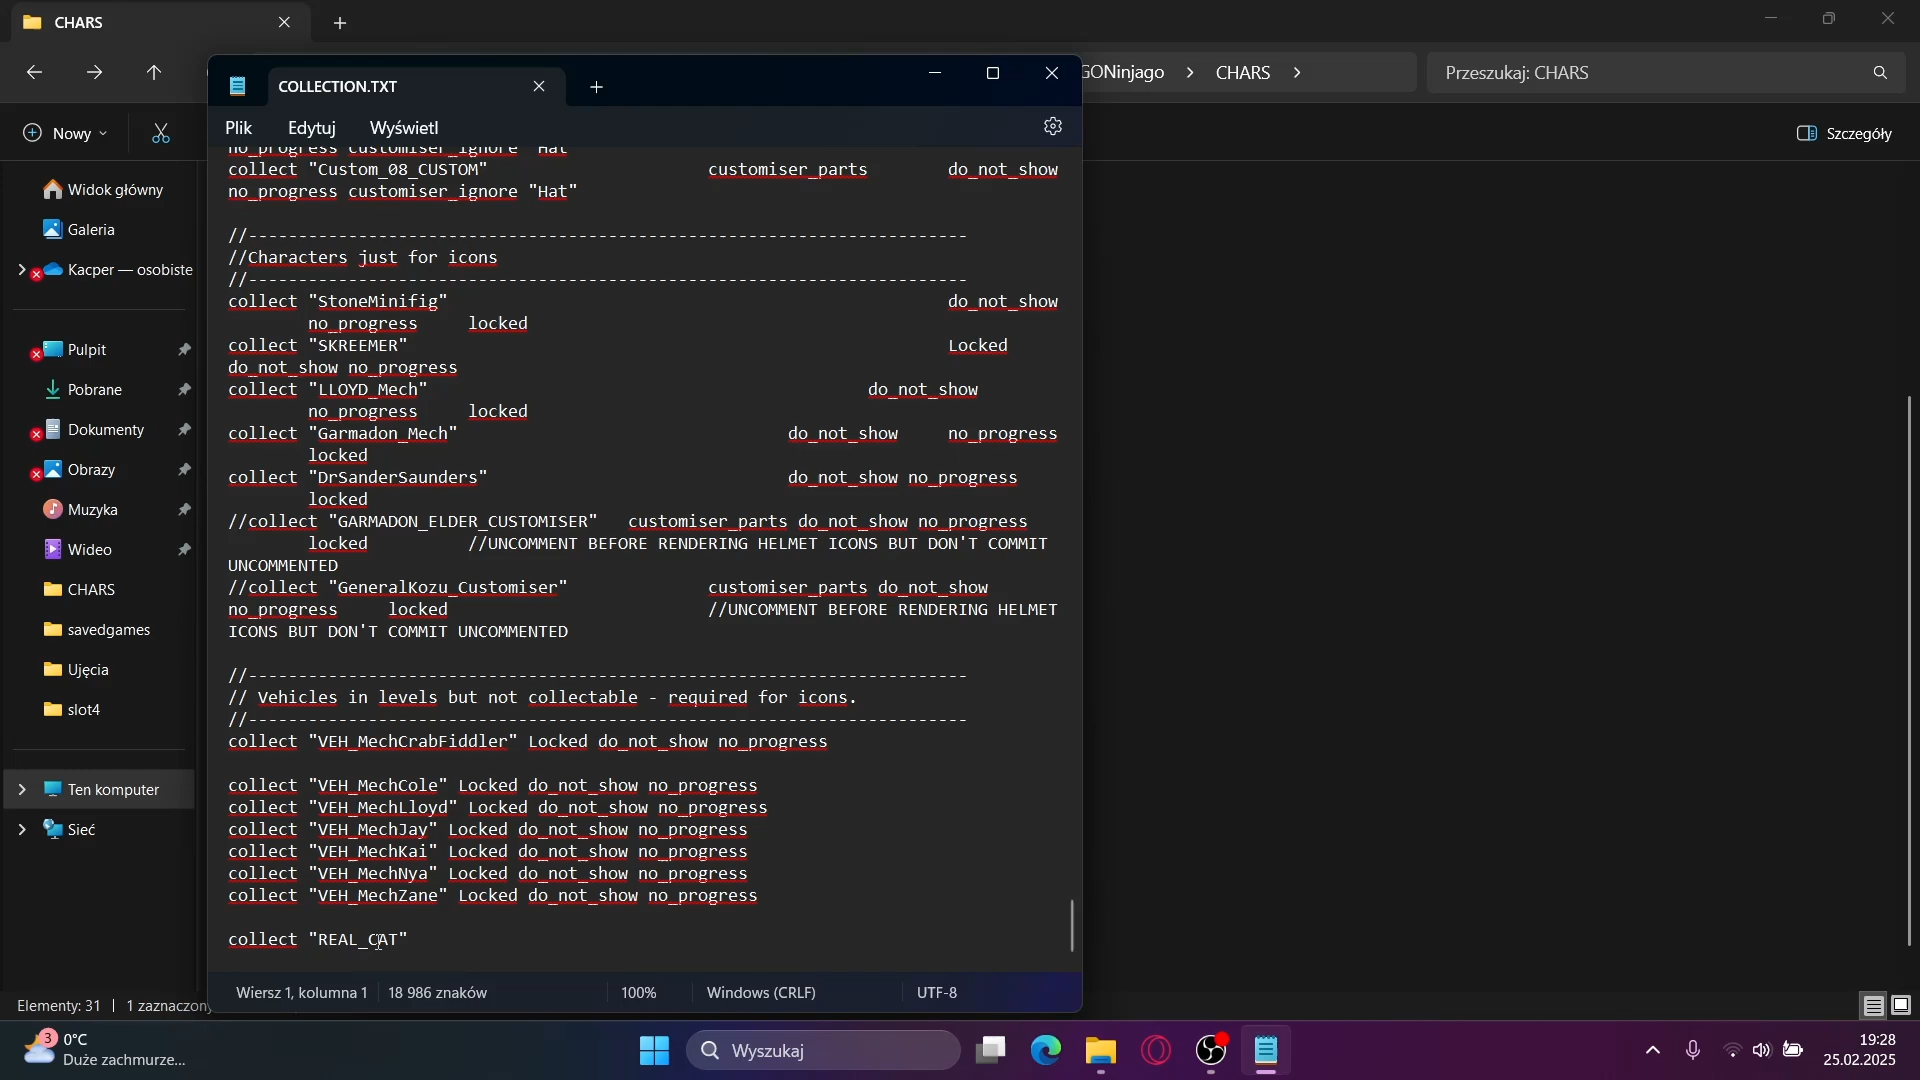 CHARS
COLLECTION.TXT
GONinjago > CHARS >
Przeszukaj: CHARS
Nowy
Szczegóły
Plik Edytuj Wyświetl
Widok główny
Galeria
Kacper — osobiste
Pulpit
Pobrane
Dokumenty
Obrazy
Muzyka
Wideo
CHARS
savedgames
Ujęcia
slot4
Ten komputer
Sieć
no_progress customiser_ignore "Hat"
collect "Custom_08_CUSTOM" customiser_parts do_not_show
no_progress customiser_ignore "Hat"
//------------------------------------------------------------------------
//Characters just for icons
//------------------------------------------------------------------------
collect "StoneMinifig" do_not_show
no_progress locked
collect "SKREEMER" Locked
do_not_show no_progress
collect "LLOYD_Mech" do_not_show
no_progress locked
collect "Garmadon_Mech" do_not_show no_progress
locked
collect "DrSanderSaunders" do_not_show no_progress
locked
//collect "GARMADON_ELDER_CUSTOMISER" customiser_parts do_not_show no_progress
locked //UNCOMMENT BEFORE RENDERING HELMET ICONS BUT DON'T COMMIT
UNCOMMENTED
//collect "GeneralKozu_Customiser" customiser_parts do_not_show
no_progress locked //UNCOMMENT BEFORE RENDERING HELMET
ICONS BUT DON'T COMMIT UNCOMMENTED
//------------------------------------------------------------------------
// Vehicles in levels but not collectable - required for icons.
//------------------------------------------------------------------------
collect "VEH_MechCrabFiddler" Locked do_not_show no_progress
collect "VEH_MechCole" Locked do_not_show no_progress
collect "VEH_MechLloyd" Locked do_not_show no_progress
collect "VEH_MechJay" Locked do_not_show no_progress
collect "VEH_MechKai" Locked do_not_show no_progress
collect "VEH_MechNya" Locked do_not_show no_progress
collect "VEH_MechZane" Locked do_not_show no_progress
collect "REAL_CAT"
Wiersz 1, kolumna 1 18 986 znaków 100% Windows (CRLF) UTF-8
Elementy: 31 1 zaznaczon
3
0°C
Duże zachmurze...
Wyszukaj
19:28
25.02.2025